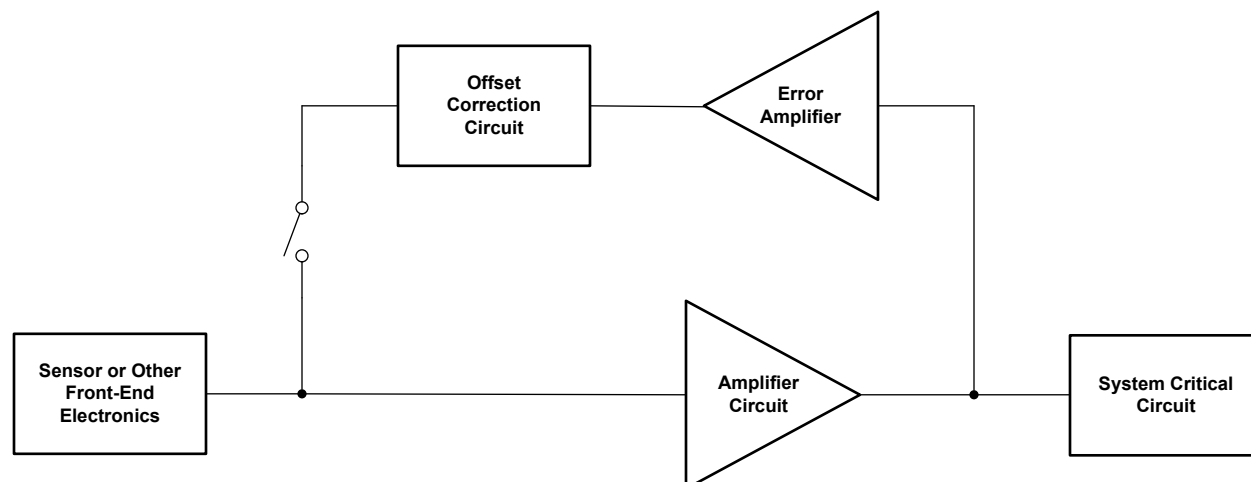 Offset
Correction
Circuit
Error
Amplifier
Sensor or Other
Front-End
Electronics
Amplifier
Circuit
System Critical
Circuit